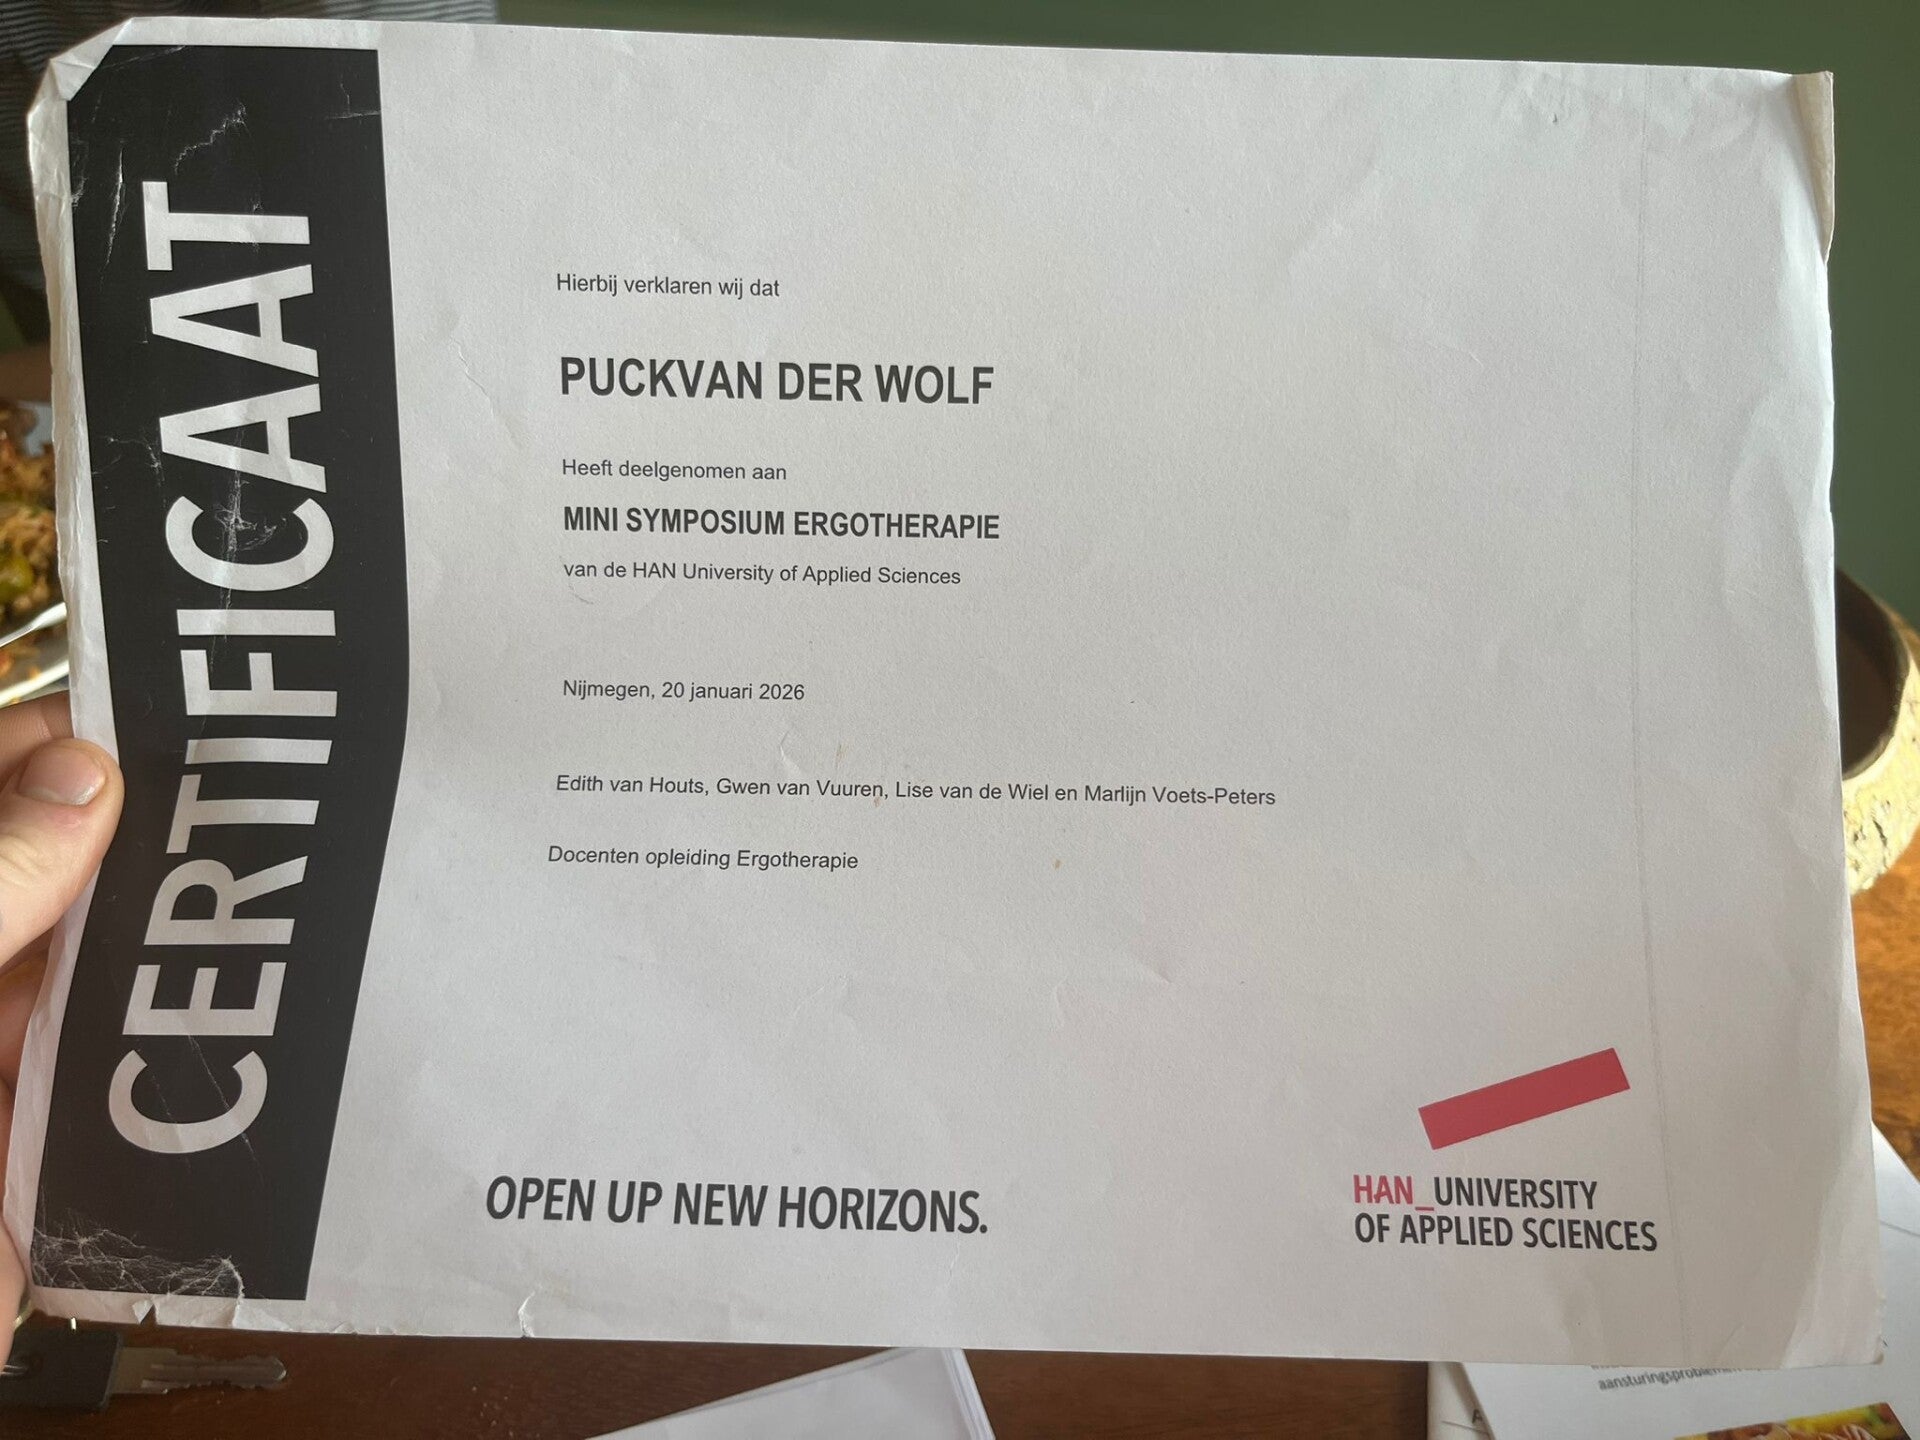 CERTIFICAAT
Hierbij verklaren wij dat
PUCKVAN DER WOLF
Heeft deelgenomen aan
MINI SYMPOSIUM ERGOTHERAPIE
van de HAN University of Applied Sciences
Nijmegen, 20 januari 2026
Edith van Houts, Gwen van Vuuren, Lise van de Wiel en Marlijn Voets-Peters
Docenten opleiding Ergotherapie
OPEN UP NEW HORIZONS.
HAN_UNIVERSITY
OF APPLIED SCIENCES